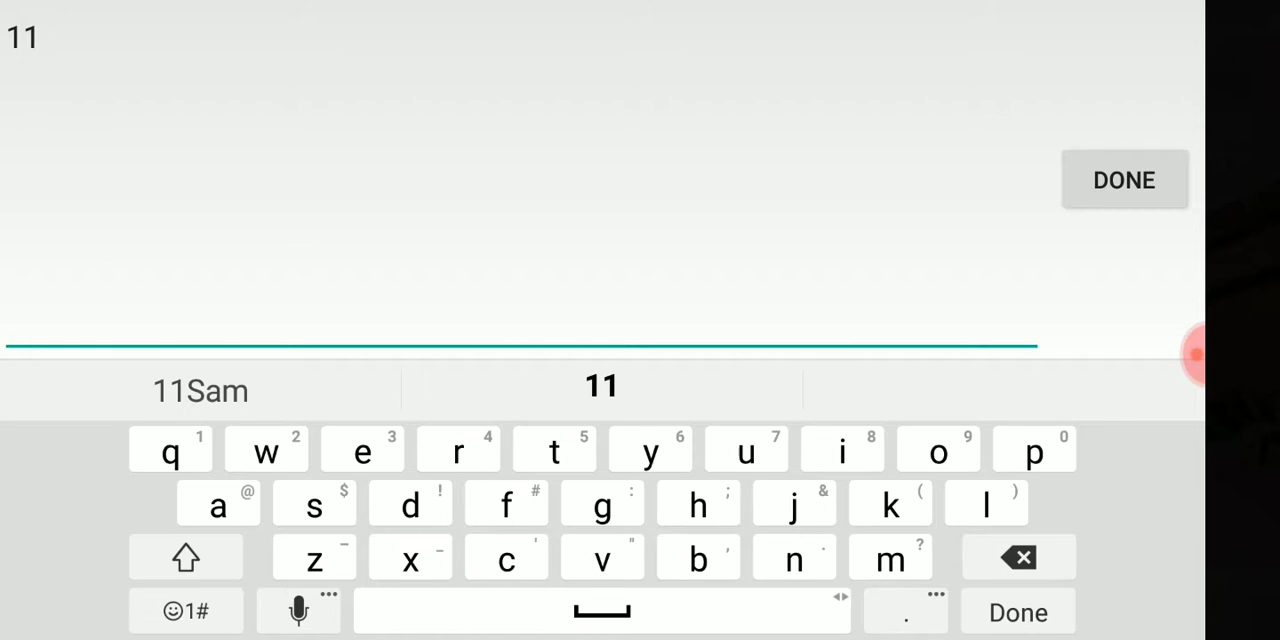 11
DONE
11Sam 11
q 1 w 2 e 3 r 4 t 5 y 6 u 7 i 8 o 9 p 0
a @ s $ d ! f # g : h ; j & k ( l )
z – x - c ' v " b , n . m ?
1# ... ... . Done